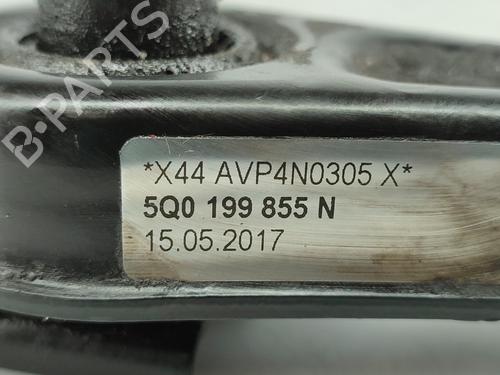 B-PARTS
*X44 AVP4N0305 X*
5Q0 199 855 N
15.05.2017